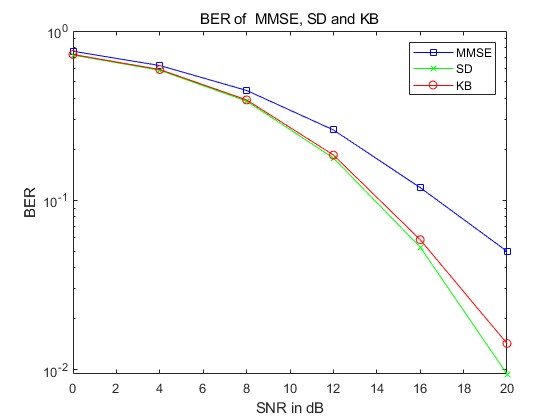 BER of  MMSE, SD and KB
MMSE
SD
KB
10^0
10^-1
10^-2
BER
0 2 4 6 8 10 12 14 16 18 20
SNR in dB